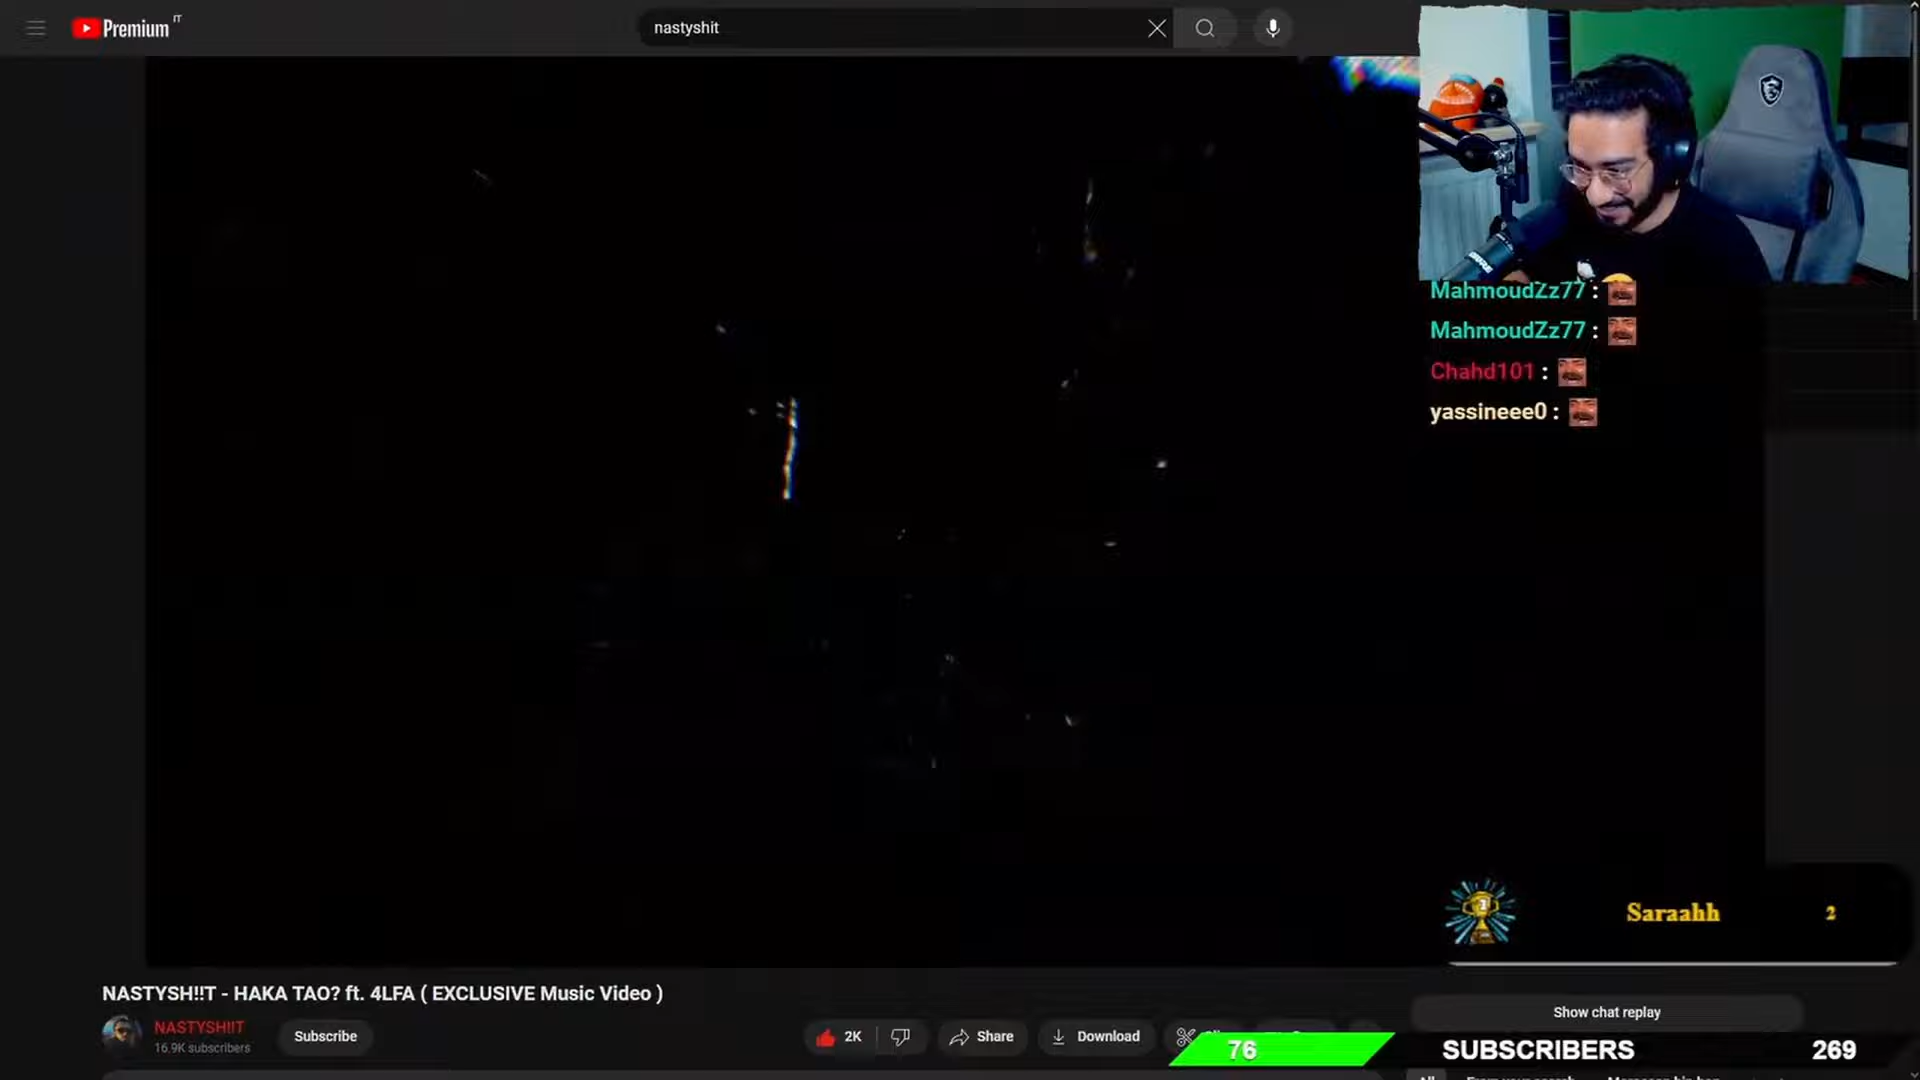 Premium IT
nastyshit
MahmoudZz77 :
MahmoudZz77 :
Chahd101 :
yassineee0 :
Saraahh 2
NASTYSH!!T - HAKA TAO? ft. 4LFA ( EXCLUSIVE Music Video )
NASTYSH!!T
16.9K subscribers
Subscribe
2K
Share
Download
Show chat replay
76
SUBSCRIBERS 269